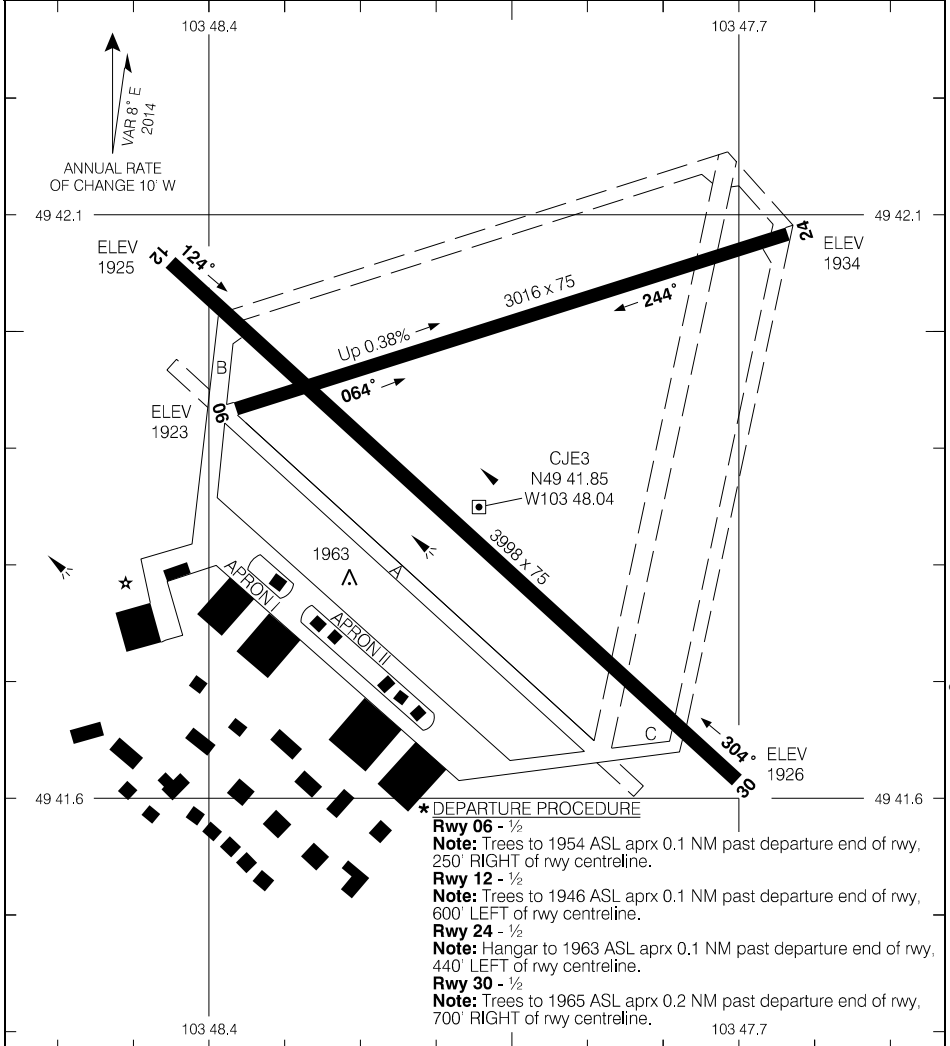 103 48.4
103 47.7
VAR 8° E
2014
ANNUAL RATE
OF CHANGE 10' W
49 42.1
49 42.1
ELEV
1925
12
124°
24
ELEV
1934
3016 x 75
244°
Up 0.38%
064°
B
ELEV
1923
06
CJE3
N49 41.85
W103 48.04
3998 x 75
1963
A
APRON I
APRON II
C
304°
30
ELEV
1926
49 41.6
49 41.6
* DEPARTURE PROCEDURE
Rwy 06 - ½
Note: Trees to 1954 ASL aprx 0.1 NM past departure end of rwy,
250' RIGHT of rwy centreline.
Rwy 12 - ½
Note: Trees to 1946 ASL aprx 0.1 NM past departure end of rwy,
600' LEFT of rwy centreline.
Rwy 24 - ½
Note: Hangar to 1963 ASL aprx 0.1 NM past departure end of rwy,
440' LEFT of rwy centreline.
Rwy 30 - ½
Note: Trees to 1965 ASL aprx 0.2 NM past departure end of rwy,
700' RIGHT of rwy centreline.
103 48.4
103 47.7